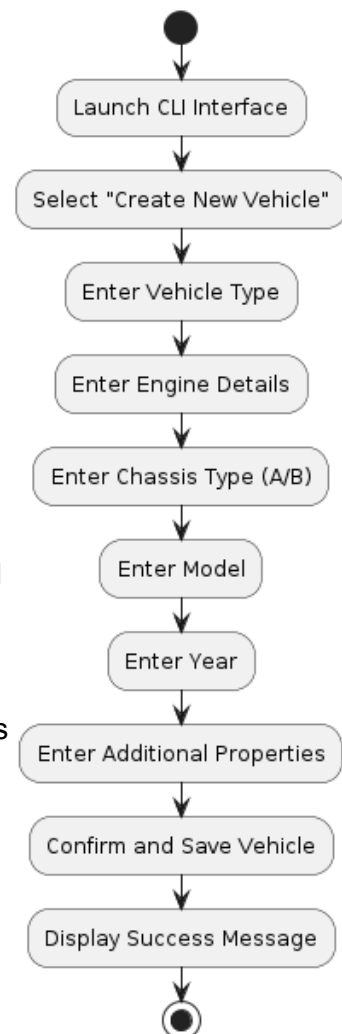 Launch CLI Interface
Select "Create New Vehicle"
Enter Vehicle Type
Enter Engine Details
Enter Chassis Type (A/B)
Enter Model
Enter Year
s
Enter Additional Properties
Confirm and Save Vehicle
Display Success Message